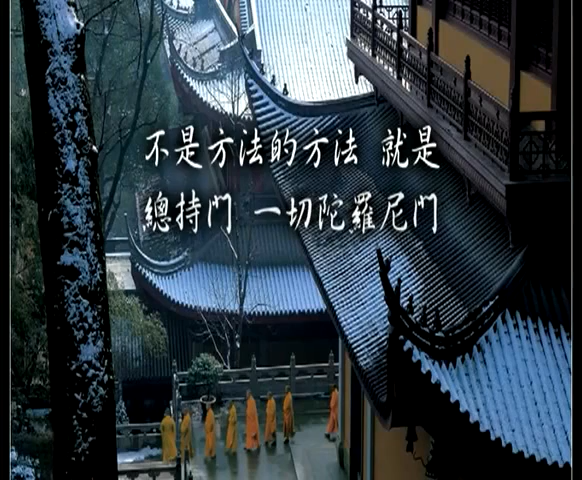 不是方法的方法 就是
總持門 一切陀羅尼門